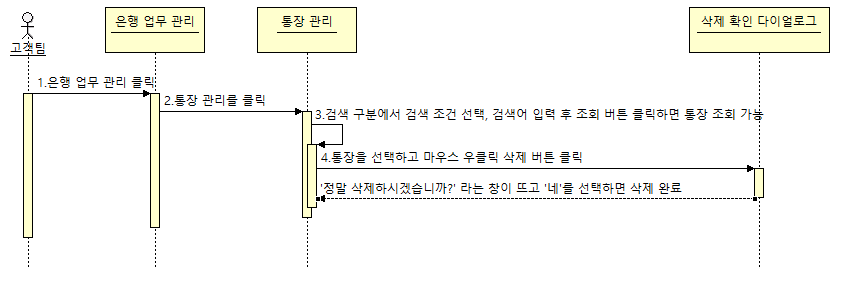 은행 업무 관리
통장 관리
삭제 확인 다이얼로그
고객팀
1.은행 업무 관리 클릭
2.통장 관리를 클릭
3.검색 구분에서 검색 조건 선택, 검색어 입력 후 조회 버튼 클릭하면 통장 조회 가능
4.통장을 선택하고 마우스 우클릭 삭제 버튼 클릭
'정말 삭제하시겠습니까?' 라는 창이 뜨고 '네'를 선택하면 삭제 완료